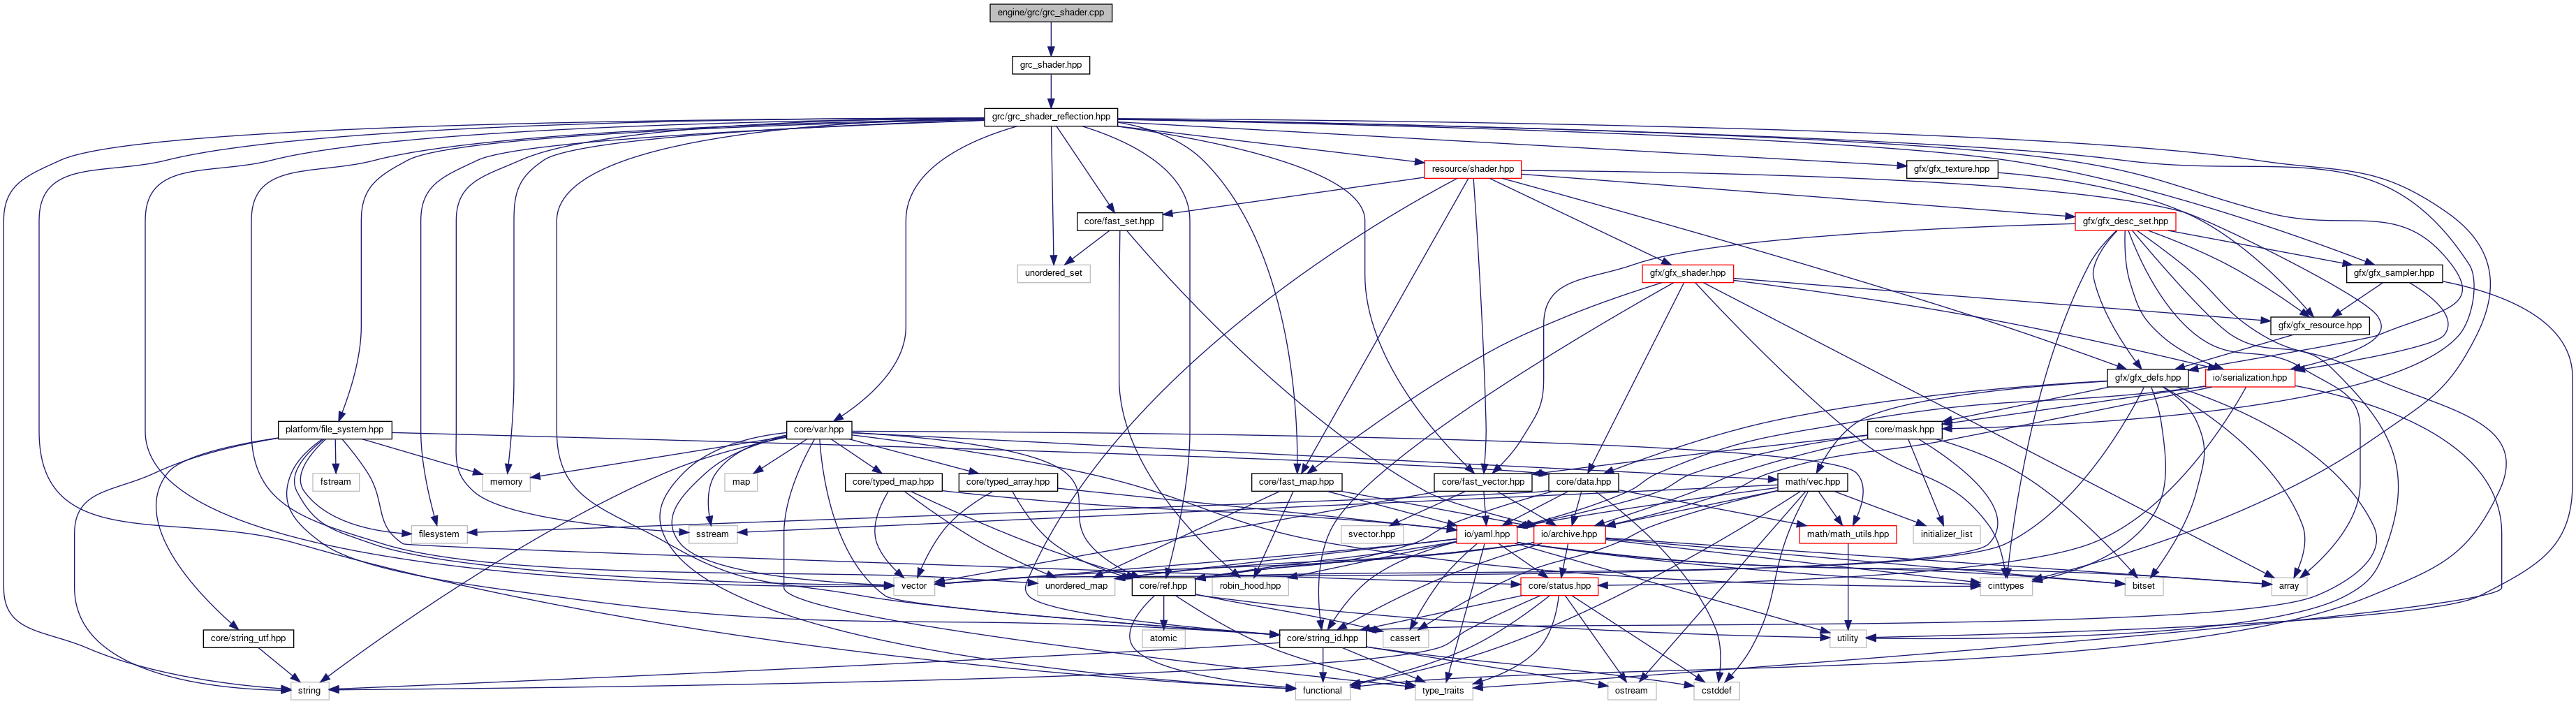 engine/grc/grc_shader.cpp
grc_shader.hpp
grc/grc_shader_reflection.hpp
resource/shader.hpp
gfx/gfx_texture.hpp
core/fast_set.hpp
gfx/gfx_desc_set.hpp
unordered_set
gfx/gfx_shader.hpp
gfx/gfx_sampler.hpp
gfx/gfx_resource.hpp
gfx/gfx_defs.hpp
io/serialization.hpp
platform/file_system.hpp
core/var.hpp
core/mask.hpp
fstream
memory
map
core/typed_map.hpp
core/typed_array.hpp
core/fast_map.hpp
core/fast_vector.hpp
core/data.hpp
math/vec.hpp
filesystem
sstream
svector.hpp
io/yaml.hpp
io/archive.hpp
math/math_utils.hpp
initializer_list
vector
unordered_map
core/ref.hpp
robin_hood.hpp
core/status.hpp
cinttypes
bitset
array
core/string_utf.hpp
atomic
core/string_id.hpp
cassert
utility
string
functional
type_traits
ostream
cstddef